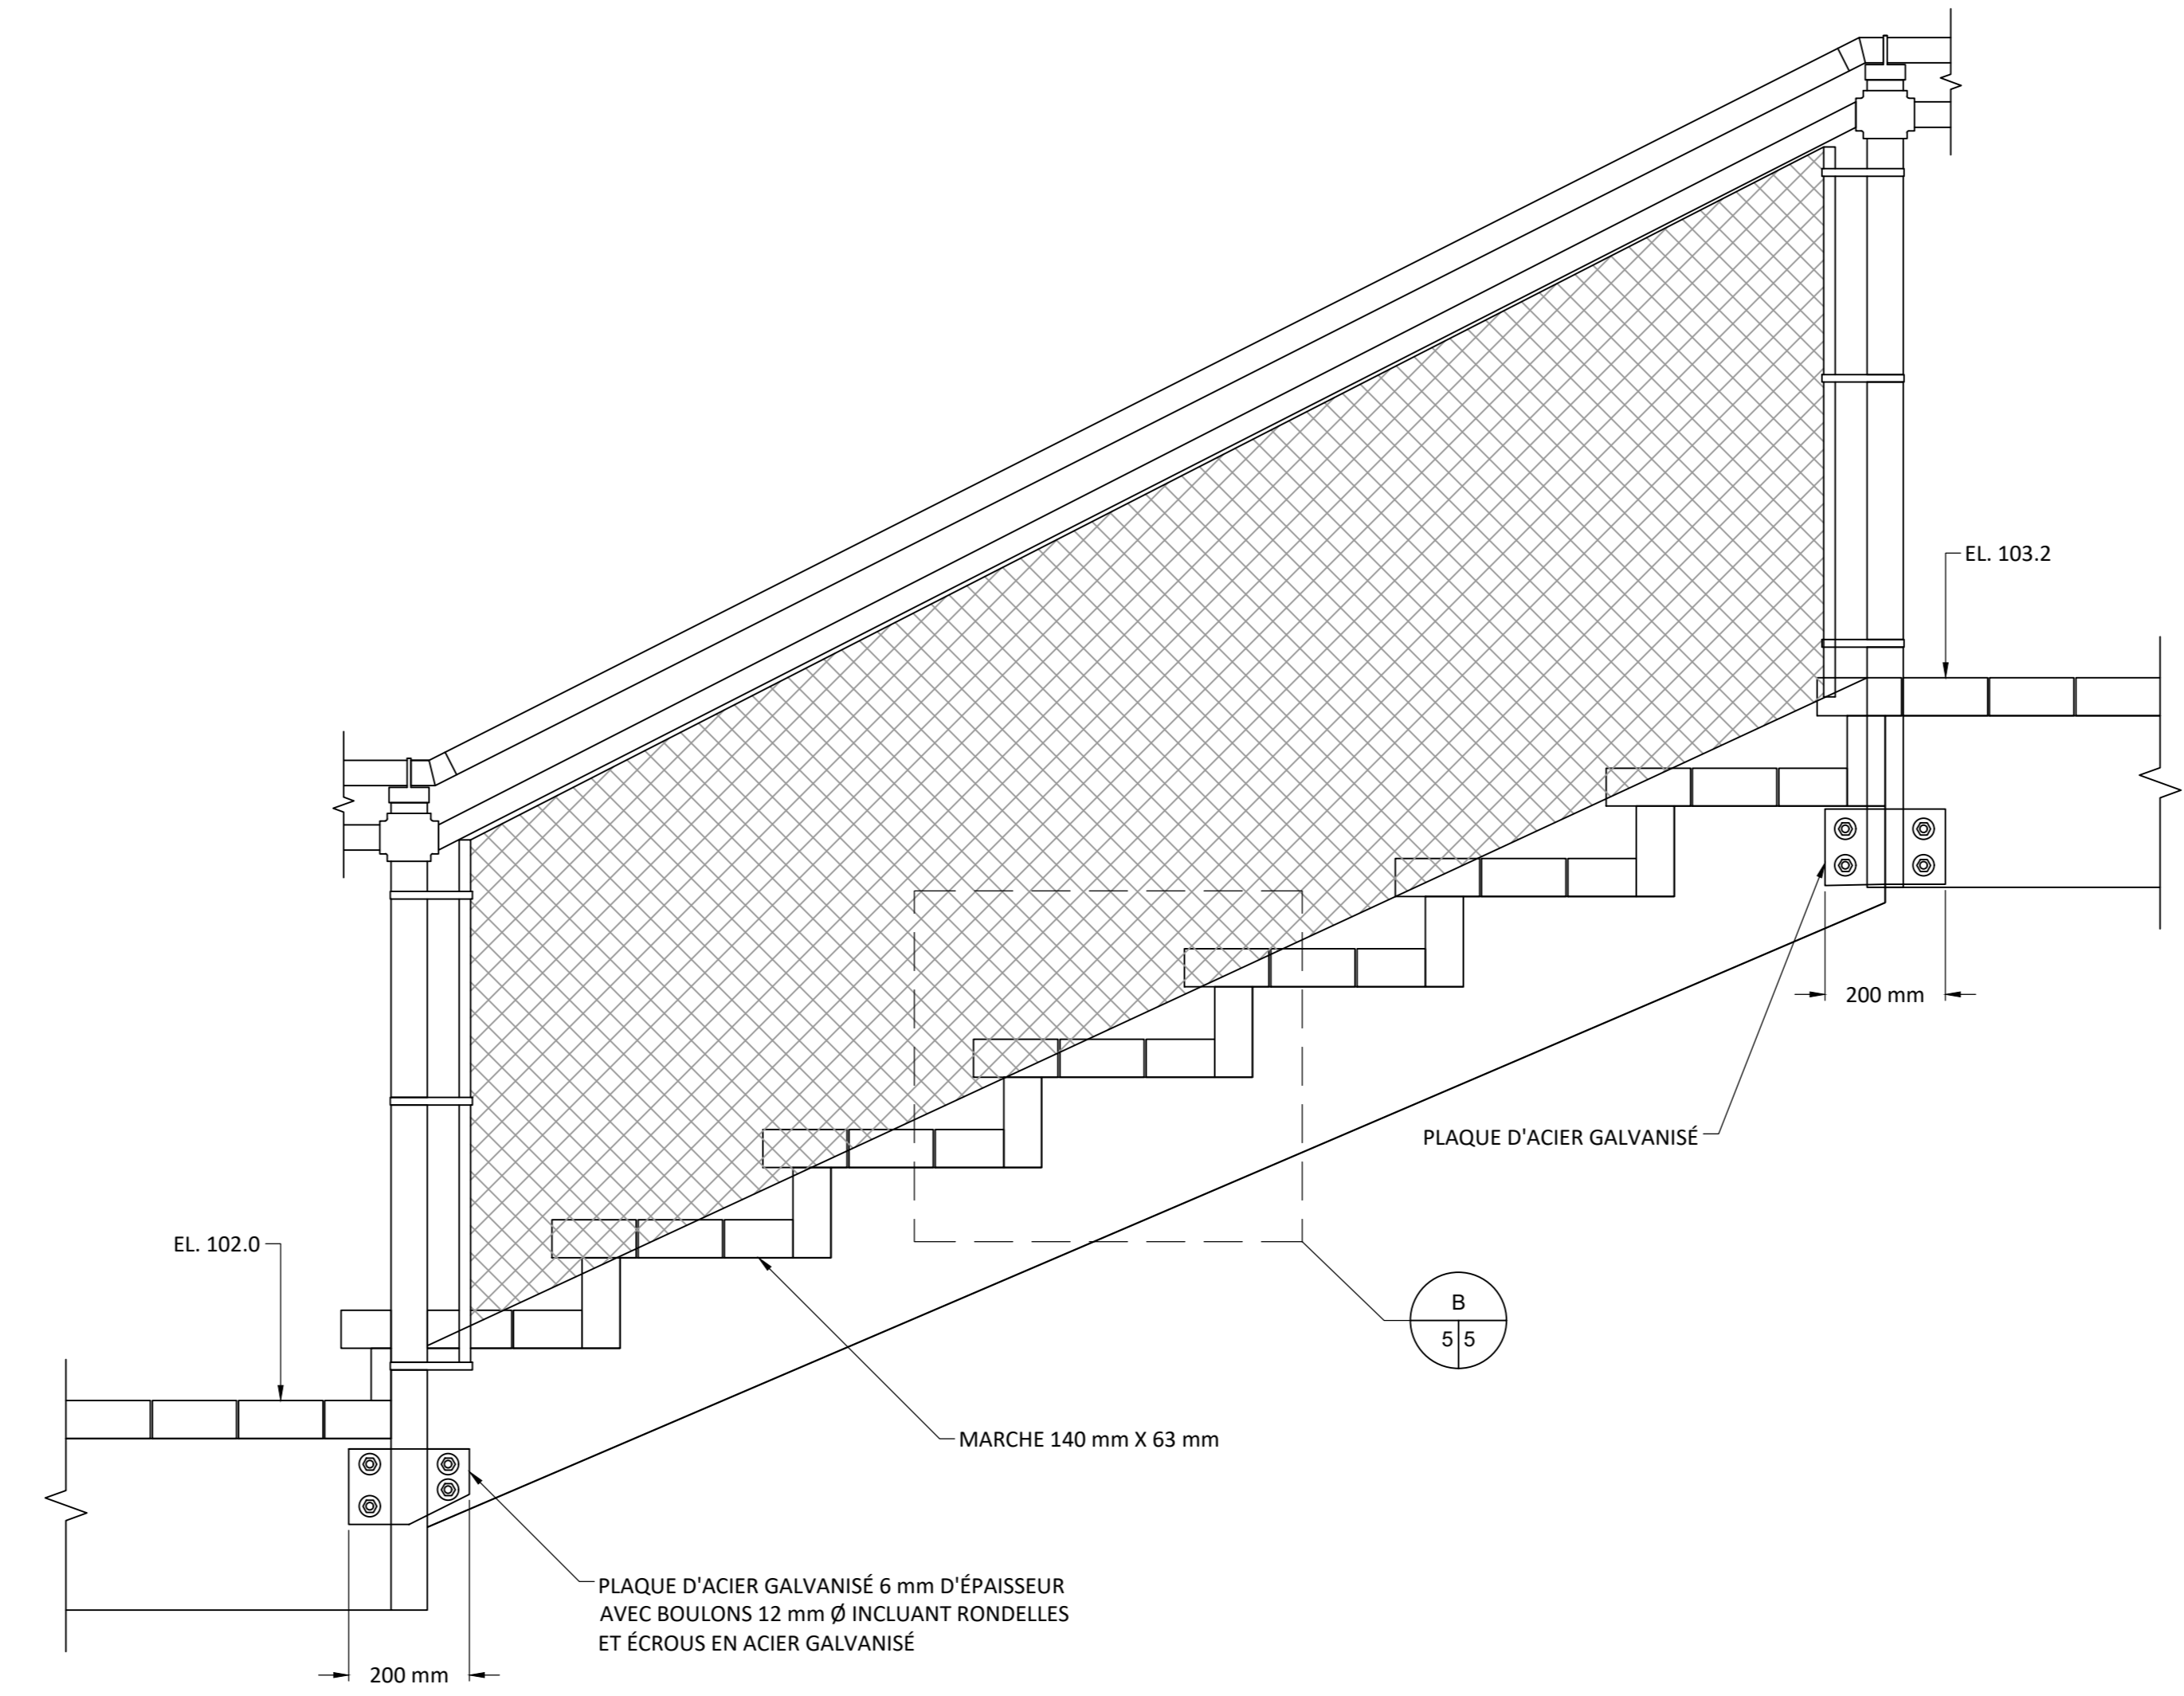 EL. 103.2
200 mm
PLAQUE D'ACIER GALVANISÉ
EL. 102.0
B
5 5
MARCHE 140 mm X 63 mm
PLAQUE D'ACIER GALVANISÉ 6 mm D'ÉPAISSEUR
AVEC BOULONS 12 mm Ø INCLUANT RONDELLES
ET ÉCROUS EN ACIER GALVANISÉ
200 mm